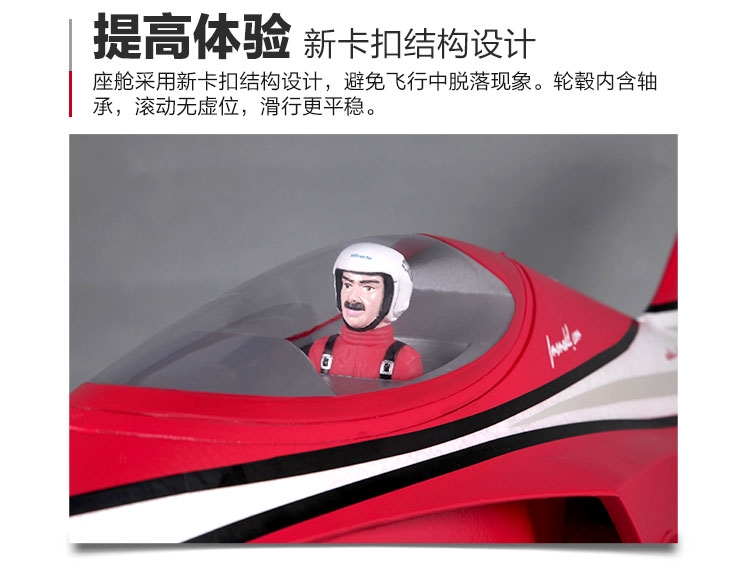 提高体验 新卡扣结构设计
座舱采用新卡扣结构设计，避免飞行中脱落现象。轮毂内含轴
承，滚动无虚位，滑行更平稳。